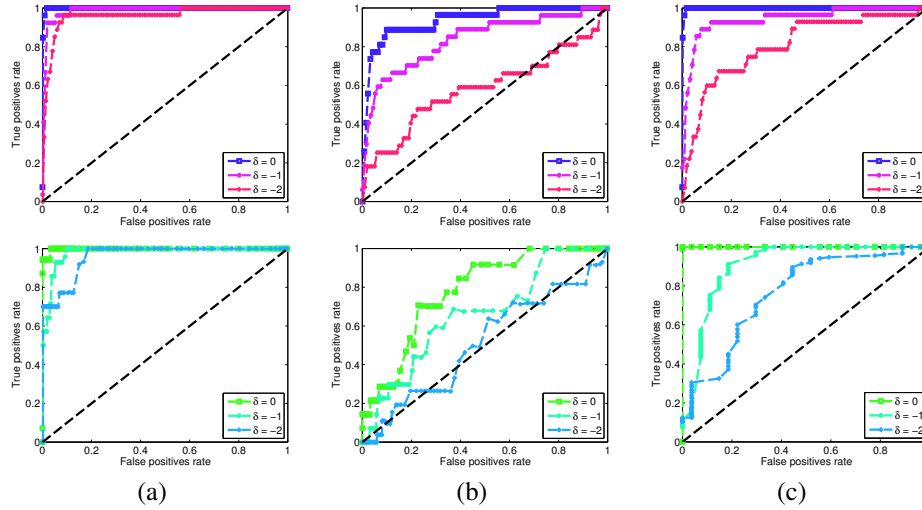 1
0.8
0.6
0.4
0.2
0
0 0.2 0.4 0.6 0.8 1
True positives rate
False positives rate
δ = 0
δ = −1
δ = −2
1
0.8
0.6
0.4
0.2
0
0 0.2 0.4 0.6 0.8 1
True positives rate
False positives rate
δ = 0
δ = −1
δ = −2
1
0.8
0.6
0.4
0.2
0
0 0.2 0.4 0.6 0.8
True positives rate
False positives rate
δ = 0
δ = −1
δ = −2
1
0.8
0.6
0.4
0.2
0
0 0.2 0.4 0.6 0.8 1
True positives rate
False positives rate
δ = 0
δ = −1
δ = −2
1
0.8
0.6
0.4
0.2
0
0 0.2 0.4 0.6 0.8 1
True positives rate
False positives rate
δ = 0
δ = −1
δ = −2
1
0.8
0.6
0.4
0.2
0
0 0.2 0.4 0.6 0.8
True positives rate
False positives rate
δ = 0
δ = −1
δ = −2
(a) (b) (c)